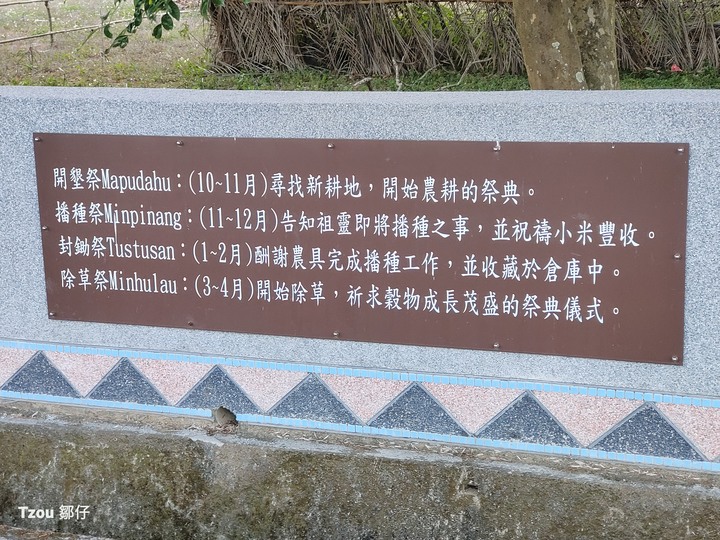 開墾祭Mapudahu：(10~11月)尋找新耕地，開始農耕的祭典。
播種祭Minpinang：(11~12月)告知祖靈即將播種之事，並祝禱小米豐收。
封鋤祭Tustusan：(1~2月)酬謝農具完成播種工作，並收藏於倉庫中。
除草祭Minhulau：(3~4月)開始除草，祈求穀物成長茂盛的祭典儀式。
Tzou 鄒仔